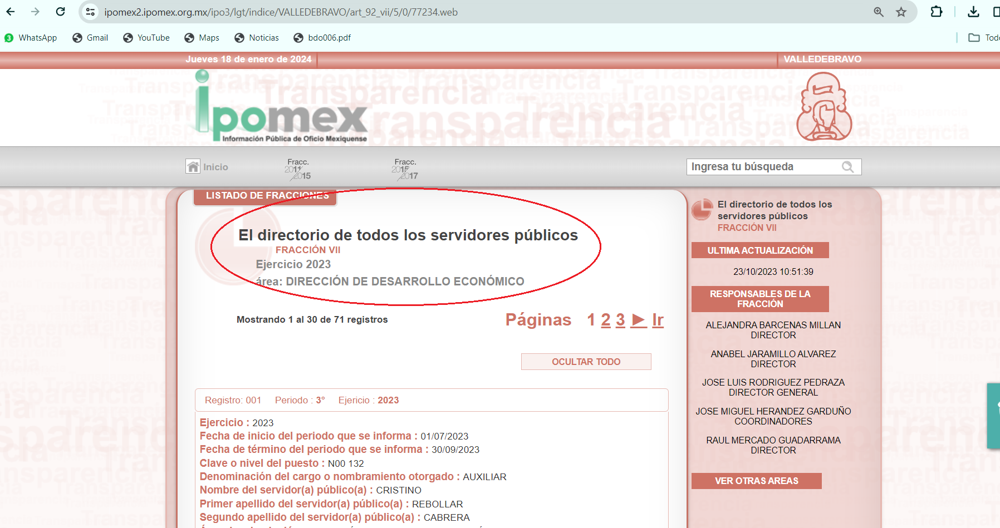 ipomex2.ipomex.org.mx/ipo3/lgt/indice/VALLEDEBRAVO/art_92_vii/5/0/77234.web
3 WhatsApp Gmail YouTube Maps Noticias bdo006.pdf
Jueves 18 de enero de 2024 VALLEDEBRAVO
ipomex
Información Pública de Oficio Mexiquense
Inicio
Fracc.
2011/2015
Fracc.
2015/2017
Ingresa tu búsqueda
LISTADO DE FRACCIONES
El directorio de todos los servidores públicos
FRACCIÓN VII
Ejercicio 2023
área: DIRECCIÓN DE DESARROLLO ECONÓMICO
Mostrando 1 al 30 de 71 registros
Páginas 1 2 3 ► Ir
OCULTAR TODO
Registro: 001 Periodo : 3° Ejericio : 2023
Ejercicio : 2023
Fecha de inicio del periodo que se informa : 01/07/2023
Fecha de término del periodo que se informa : 30/09/2023
Clave o nivel del puesto : N00 132
Denominación del cargo o nombramiento otorgado : AUXILIAR
Nombre del servidor(a) público(a) : CRISTINO
Primer apellido del servidor(a) público(a) : REBOLLAR
Segundo apellido del servidor(a) público(a) : CABRERA
El directorio de todos los
servidores públicos
FRACCIÓN VII
ULTIMA ACTUALIZACIÓN
23/10/2023 10:51:39
RESPONSABLES DE LA
FRACCIÓN
ALEJANDRA BARCENAS MILLAN
DIRECTOR
ANABEL JARAMILLO ALVAREZ
DIRECTOR
JOSE LUIS RODRIGUEZ PEDRAZA
DIRECTOR GENERAL
JOSE MIGUEL HERANDEZ GARDUÑO
COORDINADORES
RAUL MERCADO GUADARRAMA
DIRECTOR
VER OTRAS AREAS